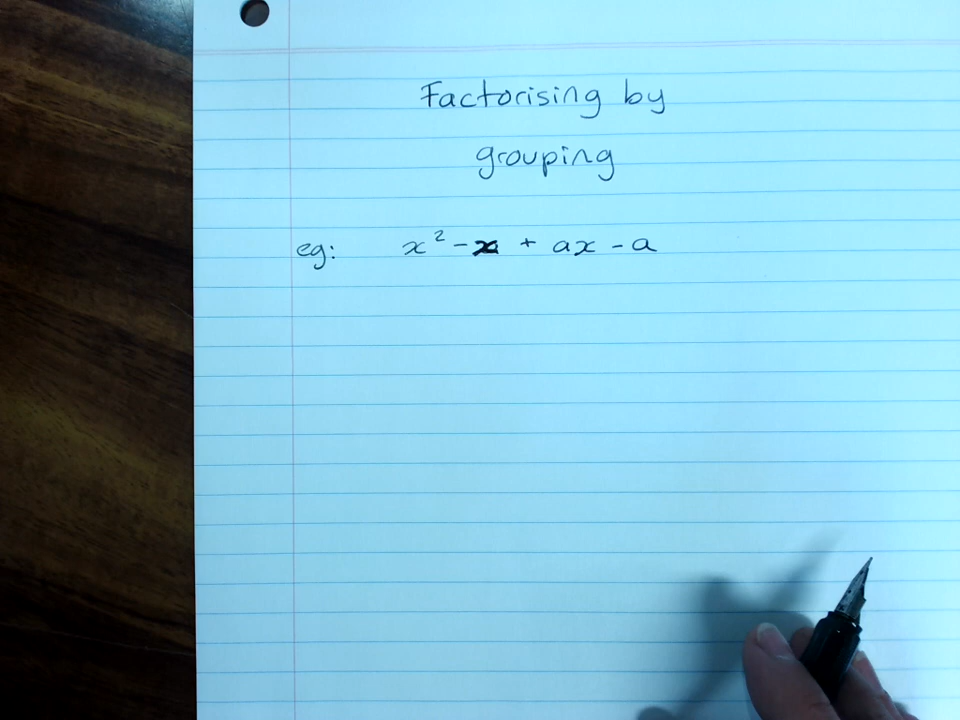 Factorising by
grouping
eg: x² - x + ax - a